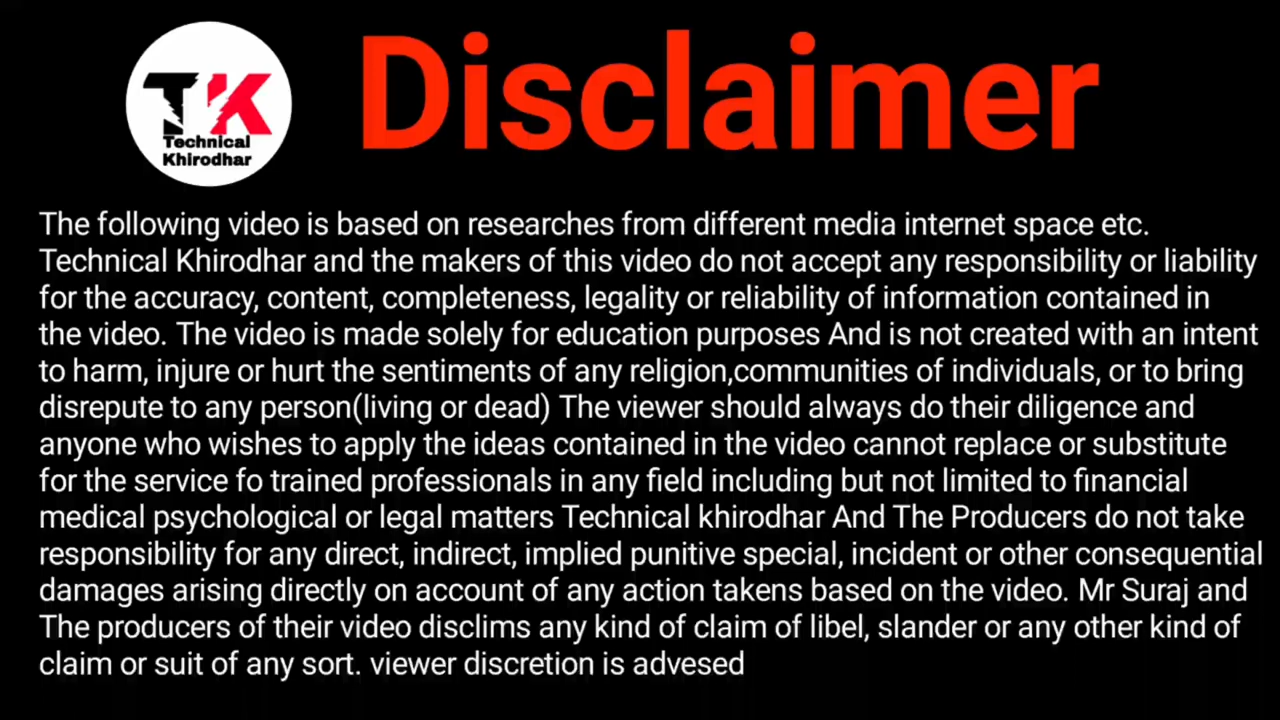 TK
Technical
Khirodhar
Disclaimer
The following video is based on researches from different media internet space etc.
Technical Khirodhar and the makers of this video do not accept any responsibility or liability
for the accuracy, content, completeness, legality or reliability of information contained in
the video. The video is made solely for education purposes And is not created with an intent
to harm, injure or hurt the sentiments of any religion,communities of individuals, or to bring
disrepute to any person(living or dead) The viewer should always do their diligence and
anyone who wishes to apply the ideas contained in the video cannot replace or substitute
for the service fo trained professionals in any field including but not limited to financial
medical psychological or legal matters Technical khirodhar And The Producers do not take
responsibility for any direct, indirect, implied punitive special, incident or other consequential
damages arising directly on account of any action takens based on the video. Mr Suraj and
The producers of their video disclims any kind of claim of libel, slander or any other kind of
claim or suit of any sort. viewer discretion is advesed